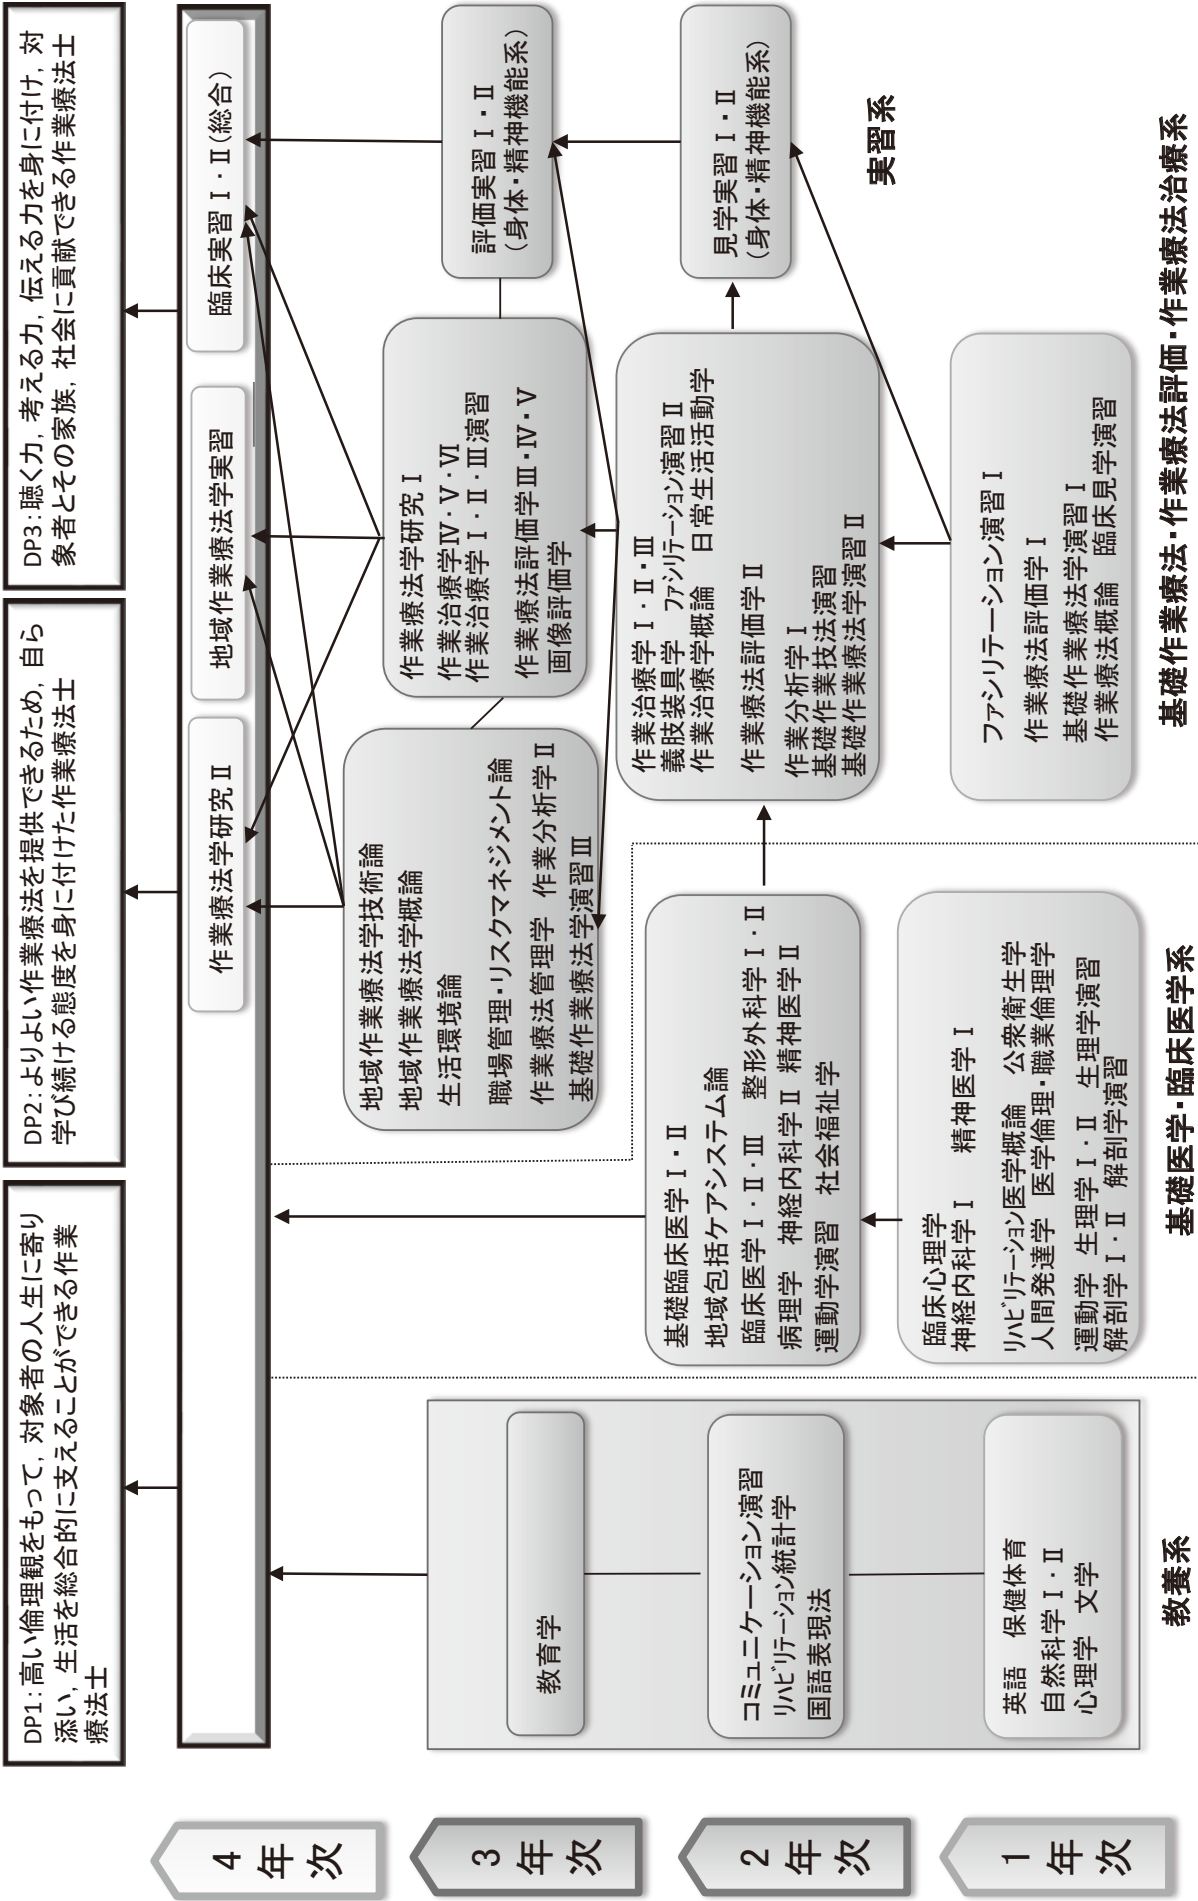 DP1：高い倫理観をもって，対象者の人生に寄り
添い，生活を総合的に支えることができる作業
療法士
DP2：よりよい作業療法を提供できるため，自ら
学び続ける態度を身に付けた作業療法士
DP3：聴く力，考える力，伝える力を身に付け，対
象者とその家族，社会に貢献できる作業療法士
4年次
作業療法学研究Ⅱ
地域作業療法学実習
臨床実習Ⅰ・Ⅱ（総合）
3年次
教育学
地域作業療法学技術論
地域作業療法学概論
生活環境論
職場管理・リスクマネジメント論
作業療法管理学　作業分析学Ⅱ
基礎作業療法学演習Ⅲ
作業療法学研究Ⅰ
作業治療学Ⅳ・Ⅴ・Ⅵ
作業治療学Ⅰ・Ⅱ・Ⅲ演習
作業療法評価学Ⅲ・Ⅳ・Ⅴ
画像評価学
評価実習Ⅰ・Ⅱ
（身体・精神機能系）
2年次
コミュニケーション演習
リハビリテーション統計学
国語表現法
基礎臨床医学Ⅰ・Ⅱ
地域包括ケアシステム論
臨床医学Ⅰ・Ⅱ・Ⅲ　整形外科学Ⅰ・Ⅱ
病理学　神経内科学Ⅱ　精神医学Ⅱ
運動学演習　社会福祉学
作業治療学Ⅰ・Ⅱ・Ⅲ
義肢装具学　ファシリテーション演習Ⅱ
作業治療学概論　日常生活活動学
作業療法評価学Ⅱ
作業分析学Ⅰ
基礎作業技法演習
基礎作業療法学演習Ⅱ
見学実習Ⅰ・Ⅱ
（身体・精神機能系）
1年次
英語　保健体育
自然科学Ⅰ・Ⅱ
心理学　文学
臨床心理学
神経内科学Ⅰ　精神医学Ⅰ
リハビリテーション医学概論　公衆衛生学
人間発達学　医学倫理・職業倫理学
運動学　生理学Ⅰ・Ⅱ　生理学演習
解剖学Ⅰ・Ⅱ　解剖学演習
ファシリテーション演習Ⅰ
作業療法評価学Ⅰ
基礎作業療法学演習Ⅰ
作業療法概論　臨床見学演習
教養系
基礎医学・臨床医学系
基礎作業療法・作業療法評価・作業療法治療系
実習系